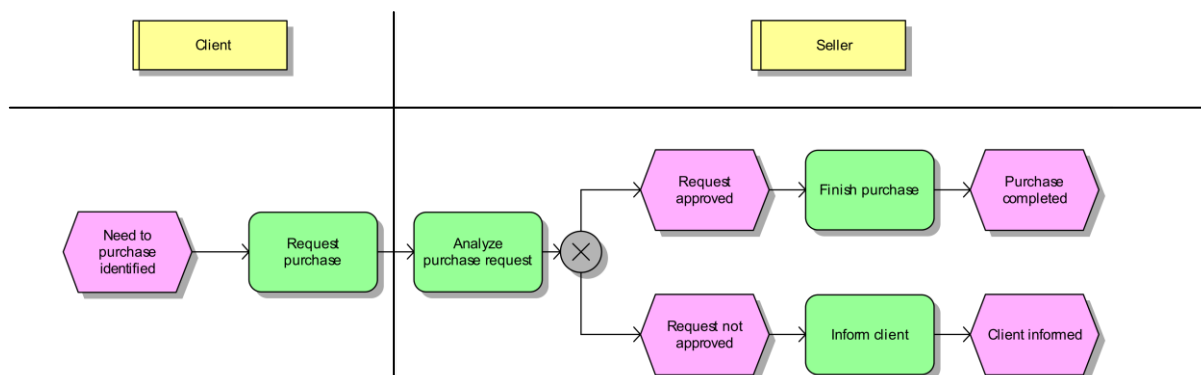 Client
Seller
Need to
purchase
identified
Request
purchase
Analyze
purchase request
Request
approved
Finish purchase
Purchase
completed
Request not
approved
Inform client
Client informed